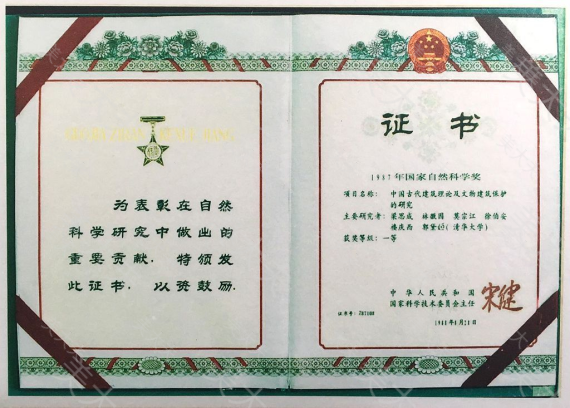 为表彰在自然
科学研究中做出的
重要贡献，特颁发
此证书，以资鼓励。
证书
1987年国家自然科学奖
项目名称：中国古代建筑理论及文物建筑保护
的研究
主要研究者：梁思成 林徽因 莫宗江 徐伯安
楼庆西 郭黛姮(清华大学)
获奖等级：一等
中华人民共和国
国家科学技术委员会主任
宋健
证书号：